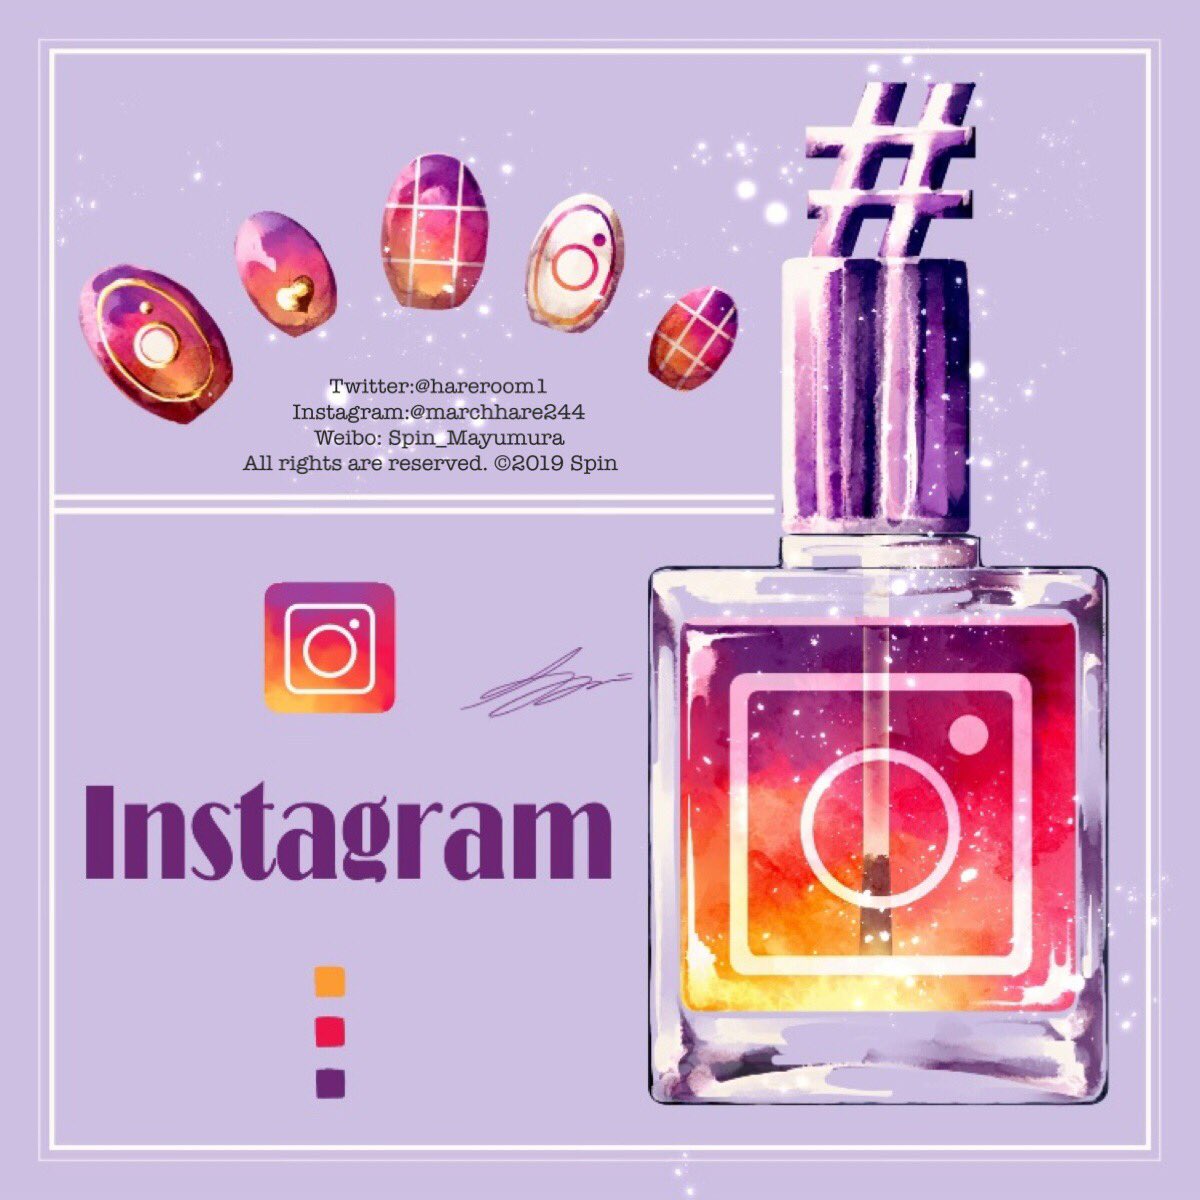 #
Twitter:@hareroom1
Instagram:@marchhare244
Weibo: Spin_Mayumura
All rights are reserved. ©2019 Spin
Instagram